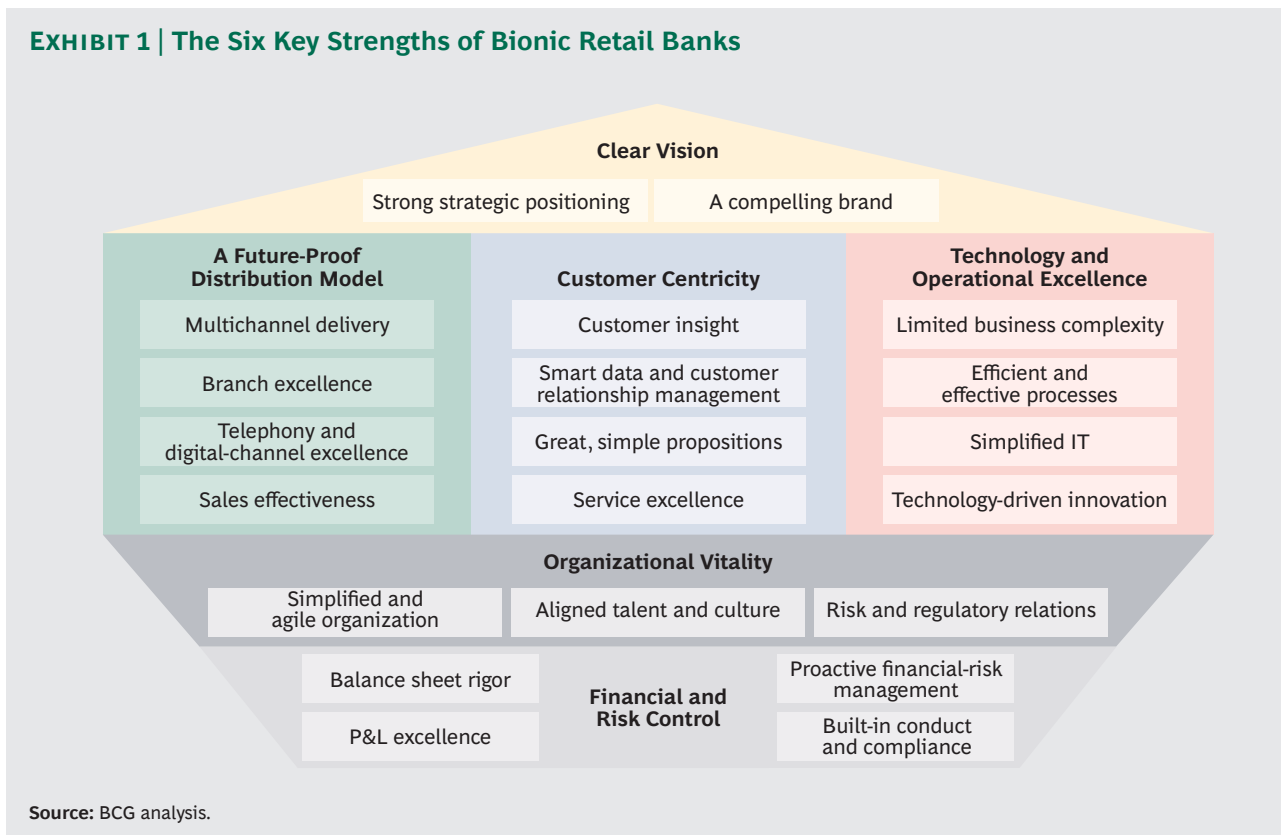 EXHIBIT 1 | The Six Key Strengths of Bionic Retail Banks
Clear Vision
Strong strategic positioning
A compelling brand
A Future-Proof
Distribution Model
Multichannel delivery
Branch excellence
Telephony and
digital-channel excellence
Sales effectiveness
Customer Centricity
Customer insight
Smart data and customer
relationship management
Great, simple propositions
Service excellence
Technology and
Operational Excellence
Limited business complexity
Efficient and
effective processes
Simplified IT
Technology-driven innovation
Organizational Vitality
Simplified and
agile organization
Aligned talent and culture
Risk and regulatory relations
Balance sheet rigor
P&L excellence
Financial and
Risk Control
Proactive financial-risk
management
Built-in conduct
and compliance
Source: BCG analysis.